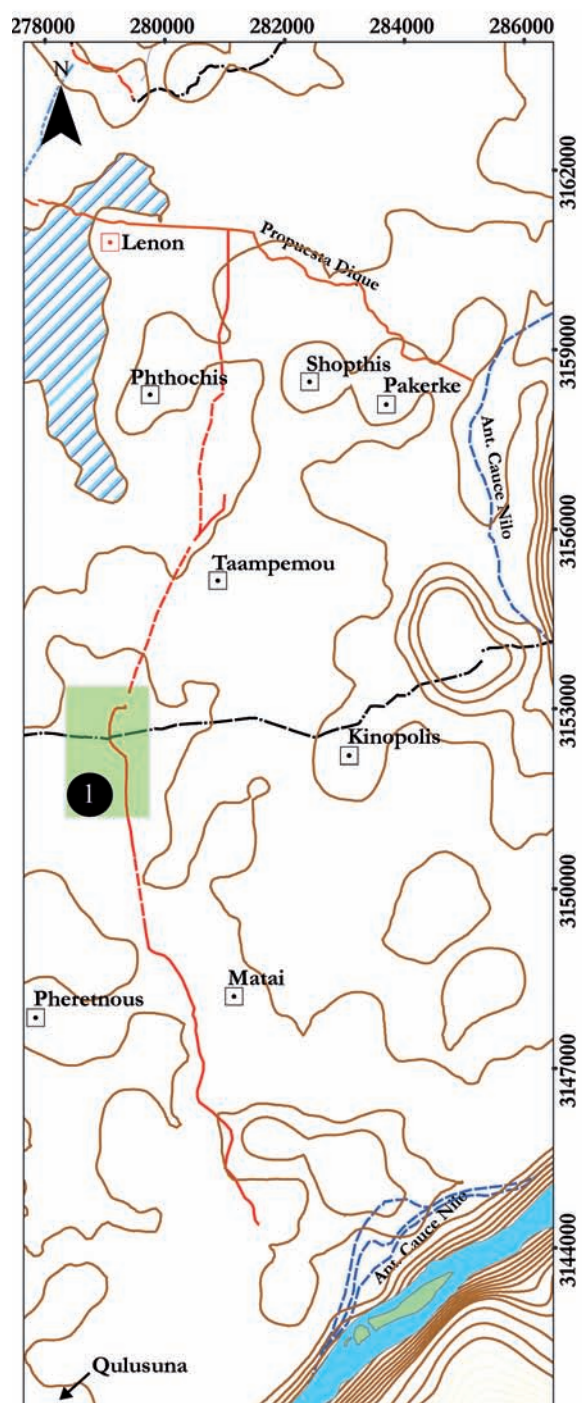 278000 280000 282000 284000 286000
N
3162000
Lenon
Propuesta Dique
3159000
Shopthis
Phthochis
Pakerke
Ant. Cauce Nilo
3156000
Taampemou
3153000
Kinopolis
1
3150000
Matai
Pheretnous
3147000
Ant. Cauce Nilo
3144000
Qulusuna